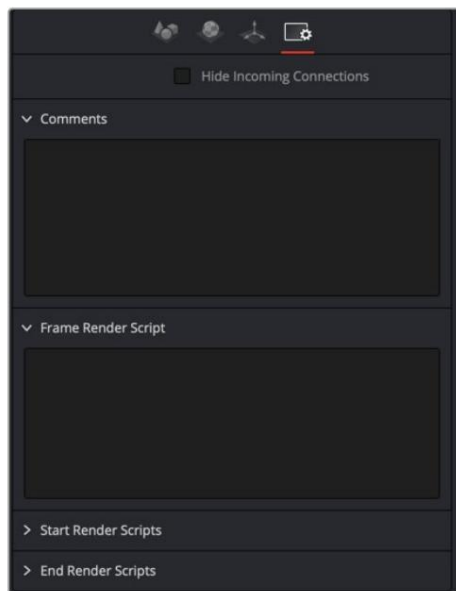 Hide Incoming Connections
Comments
Frame Render Script
Start Render Scripts
End Render Scripts